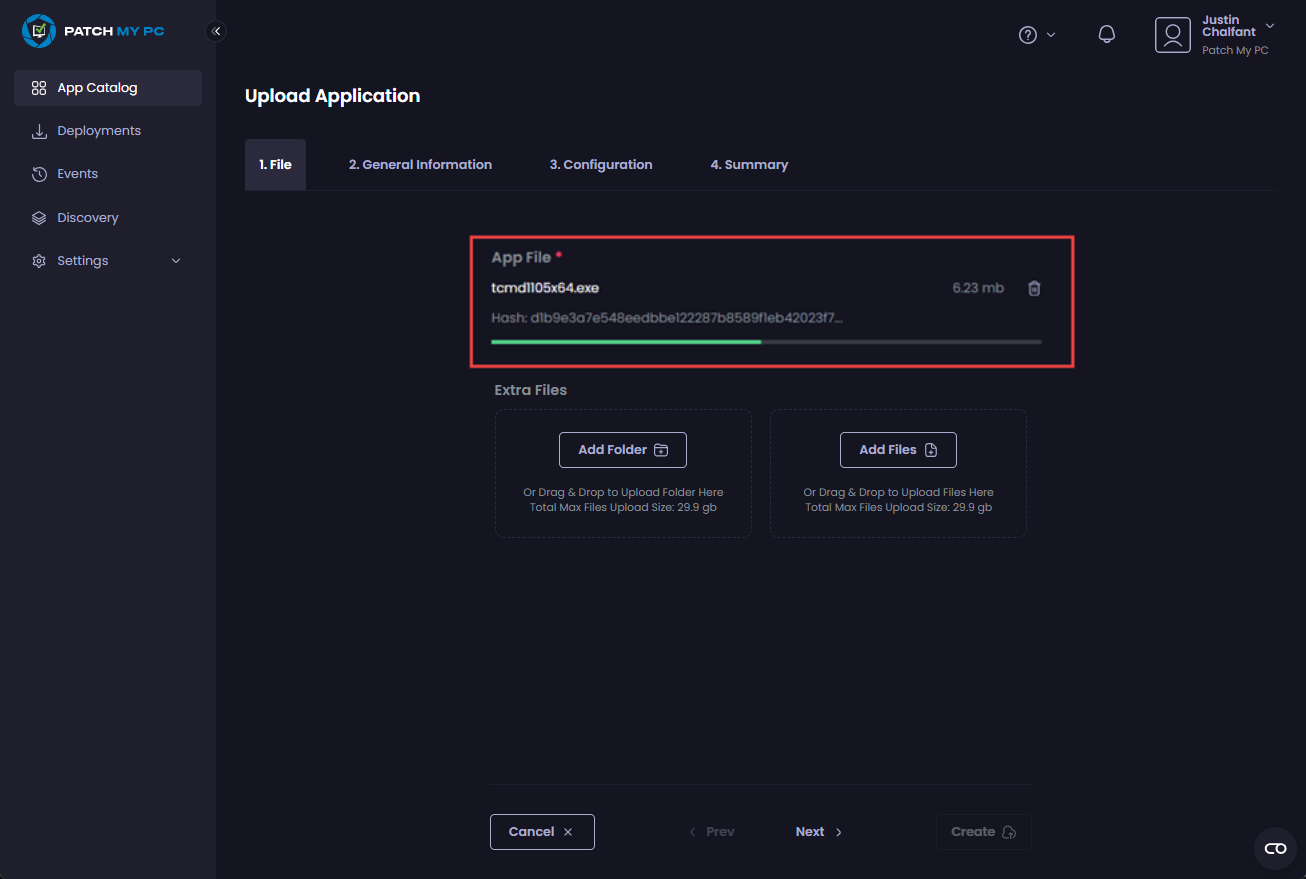 PATCH MY PC
Justin
Chalfant
Patch My PC
App Catalog
Deployments
Events
Discovery
Settings
Upload Application
1. File
2. General Information
3. Configuration
4. Summary
App File *
tcmd1105x64.exe
6.23 mb
Hash: d1b9e3a7e548eedbbe122287b8589f1eb42023f7...
Extra Files
Add Folder
Add Files
Or Drag & Drop to Upload Folder Here
Total Max Files Upload Size: 29.9 gb
Or Drag & Drop to Upload Files Here
Total Max Files Upload Size: 29.9 gb
Cancel
Prev
Next
Create